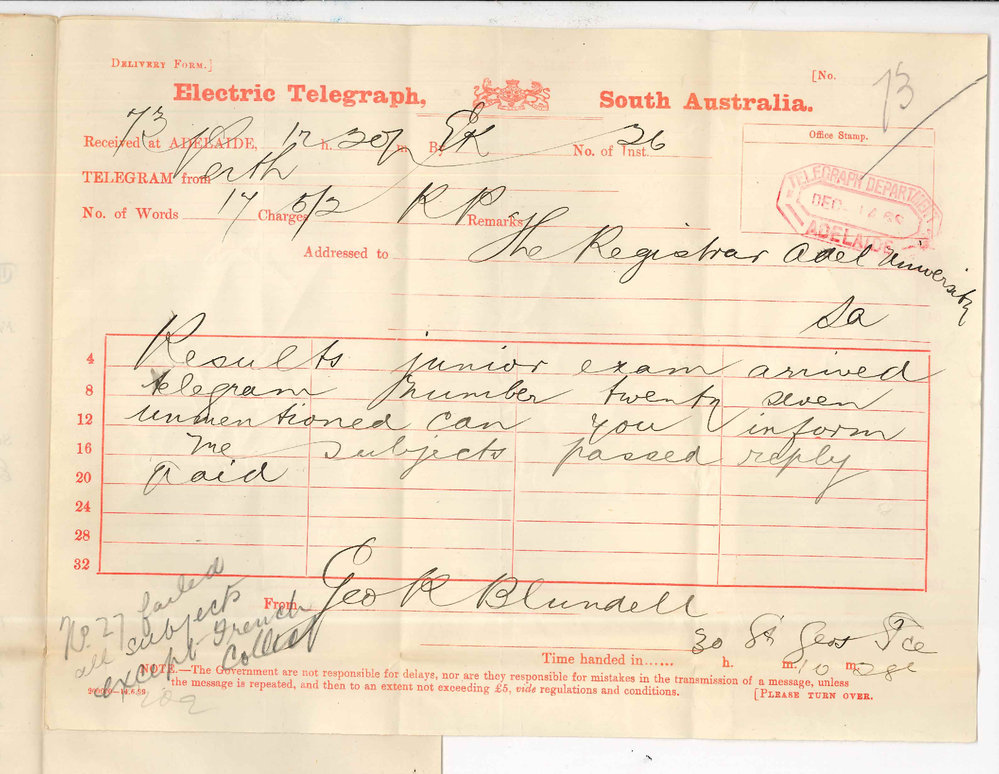 DELIVERY FORM.]
[No. 73
Electric Telegraph, South Australia.
73
Received at ADELAIDE, 12 h. 30p m. By EK No. of Inst. 36
Office Stamp.
TELEGRAM from Perth
TELEGRAPH DEPARTMENT
DEC
ADELAIDE
No. of Words 17 Charges 5/2 RP Remarks
Addressed to The Registrar Adel University
Sa
4 Results junior exam arrived
8 telegram number twenty seven
12 unmentioned can you inform
16 me subjects passed reply
20 paid
24
28
32
From Geo R Blundell
30 St Geos Tce
No. 27 failed
all subjects
except French
Collect
Time handed in...... h. m. 10 m.
NOTE.—The Government are not responsible for delays, nor are they responsible for mistakes in the transmission of a message, unless
the message is repeated, and then to an extent not exceeding £5, vide regulations and conditions.
[PLEASE TURN OVER.